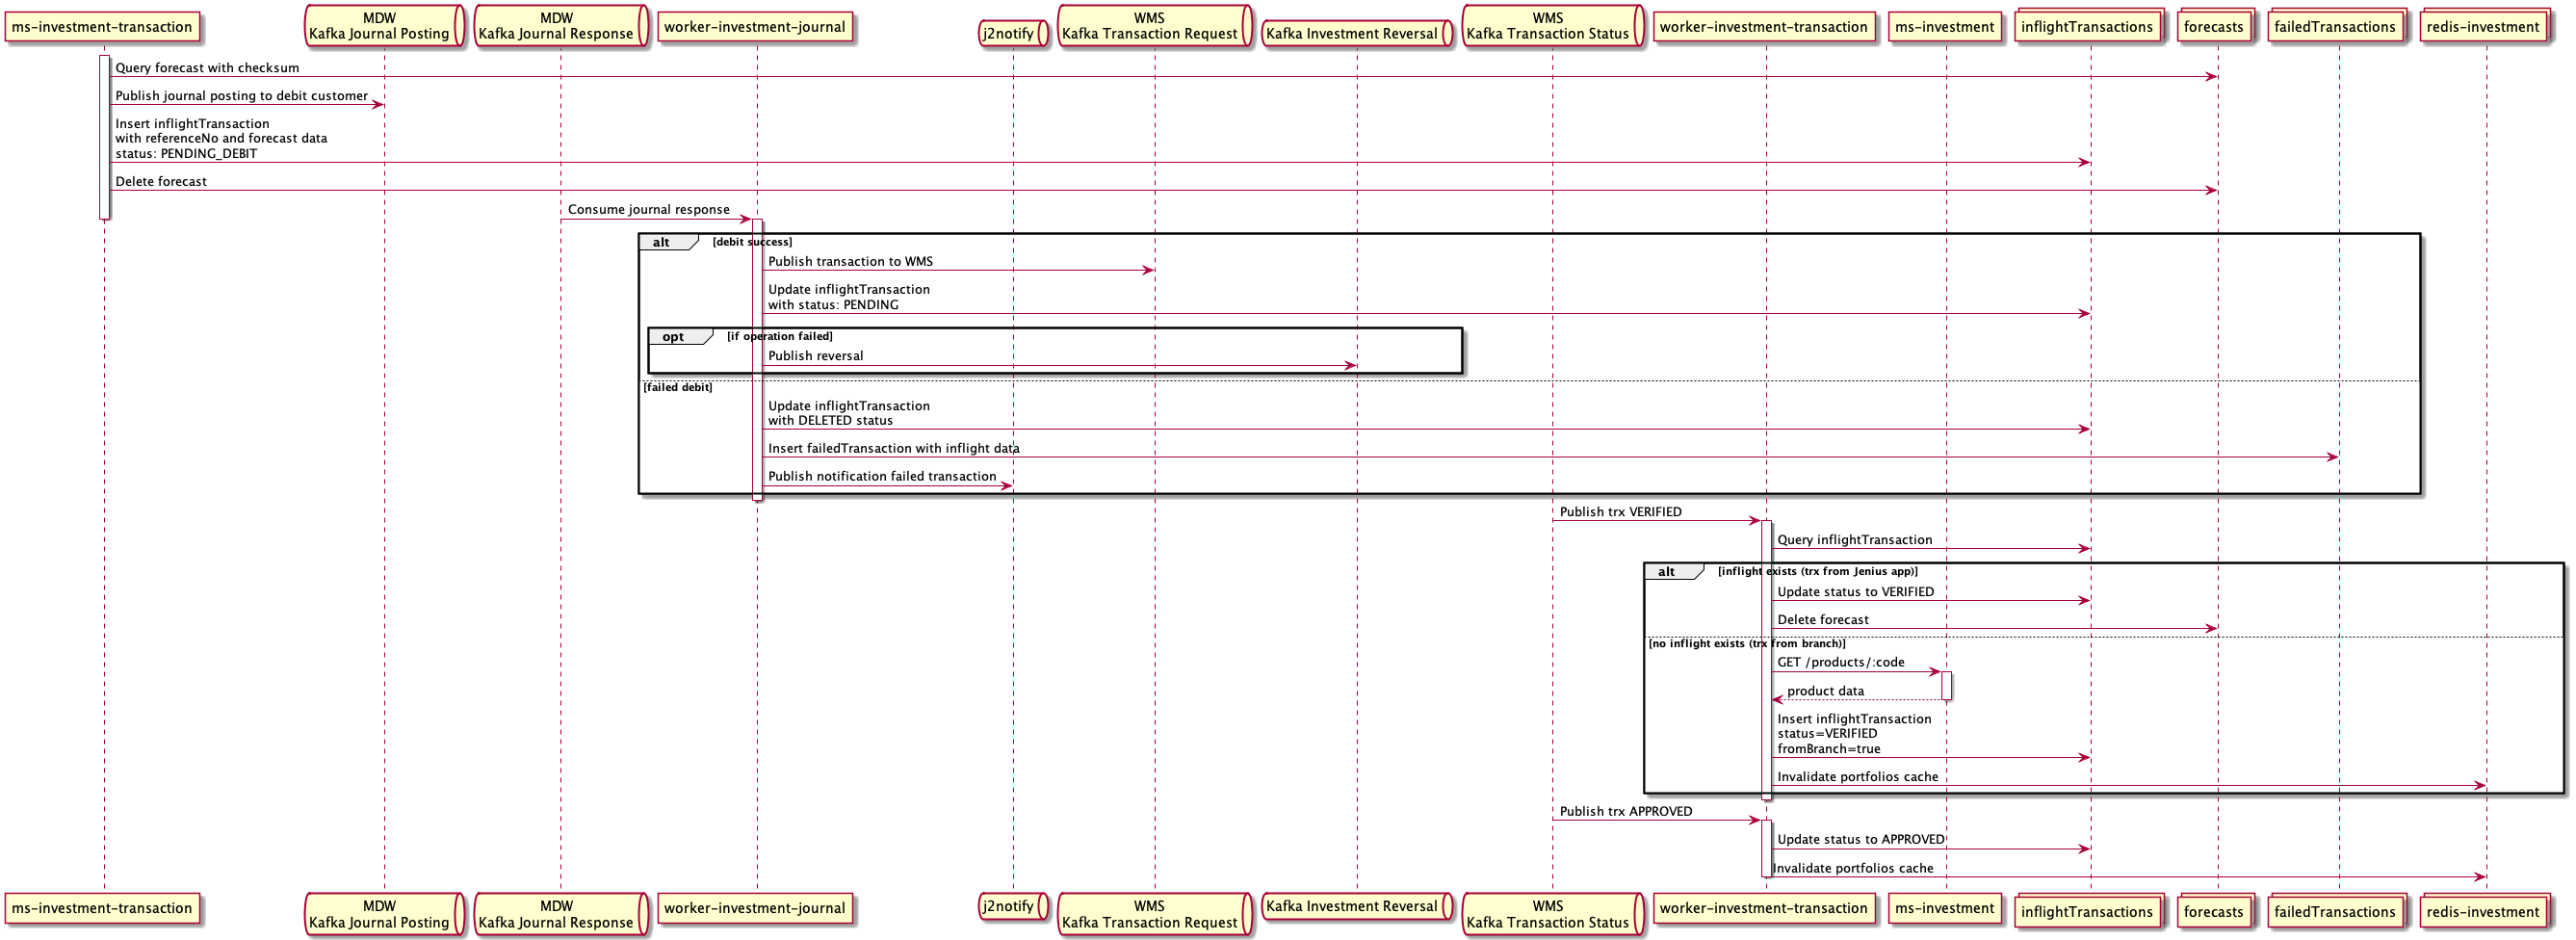 ms-investment-transaction
MDW
Kafka Journal Posting
MDW
Kafka Journal Response
worker-investment-journal
j2notify
WMS
Kafka Transaction Request
Kafka Investment Reversal
WMS
Kafka Transaction Status
worker-investment-transaction
ms-investment
inflightTransactions
forecasts
failedTransactions
redis-investment
Query forecast with checksum
Publish journal posting to debit customer
Insert inflightTransaction
with referenceNo and forecast data
status: PENDING_DEBIT
Delete forecast
Consume journal response
alt [debit success]
Publish transaction to WMS
Update inflightTransaction
with status: PENDING
opt [if operation failed]
Publish reversal
[failed debit]
Update inflightTransaction
with DELETED status
Insert failedTransaction with inflight data
Publish notification failed transaction
Publish trx VERIFIED
Query inflightTransaction
alt [inflight exists (trx from Jenius app)]
Update status to VERIFIED
Delete forecast
[no inflight exists (trx from branch)]
GET /products/:code
product data
Insert inflightTransaction
status=VERIFIED
fromBranch=true
Invalidate portfolios cache
Publish trx APPROVED
Update status to APPROVED
Invalidate portfolios cache
ms-investment-transaction
MDW
Kafka Journal Posting
MDW
Kafka Journal Response
worker-investment-journal
j2notify
WMS
Kafka Transaction Request
Kafka Investment Reversal
WMS
Kafka Transaction Status
worker-investment-transaction
ms-investment
inflightTransactions
forecasts
failedTransactions
redis-investment